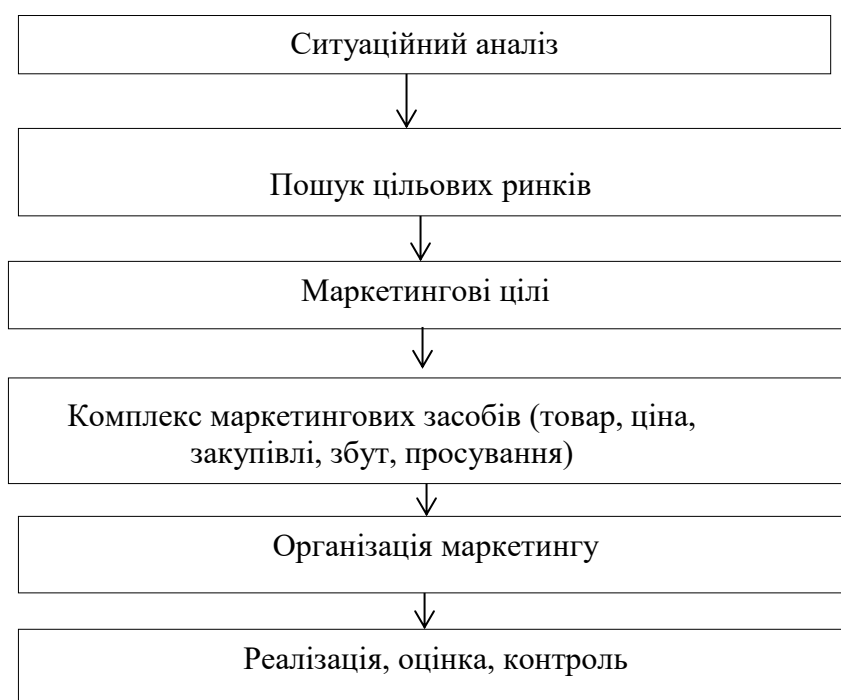 Ситуаційний аналіз
Пошук цільових ринків
Маркетингові цілі
Комплекс маркетингових засобів (товар, ціна,
закупівлі, збут, просування)
Організація маркетингу
Реалізація, оцінка, контроль